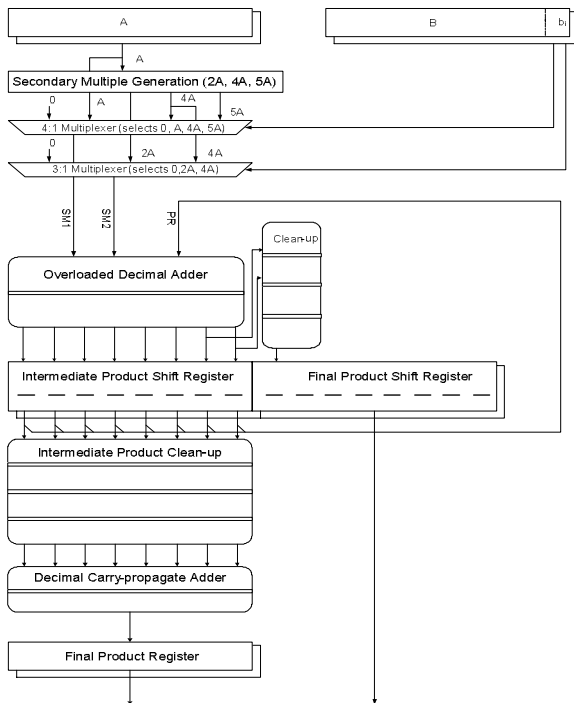 A
B
bᵢ
A
Secondary Multiple Generation (2A, 4A, 5A)
0
A
4A
5A
4:1 Multiplexer (selects 0, A, 4A, 5A)
0
2A
4A
3:1 Multiplexer (selects 0,2A, 4A)
SM1
SM2
PR
Clean-up
Overloaded Decimal Adder
Intermediate Product Shift Register
Final Product Shift Register
Intermediate Product Clean-up
Decimal Carry-propagate Adder
Final Product Register